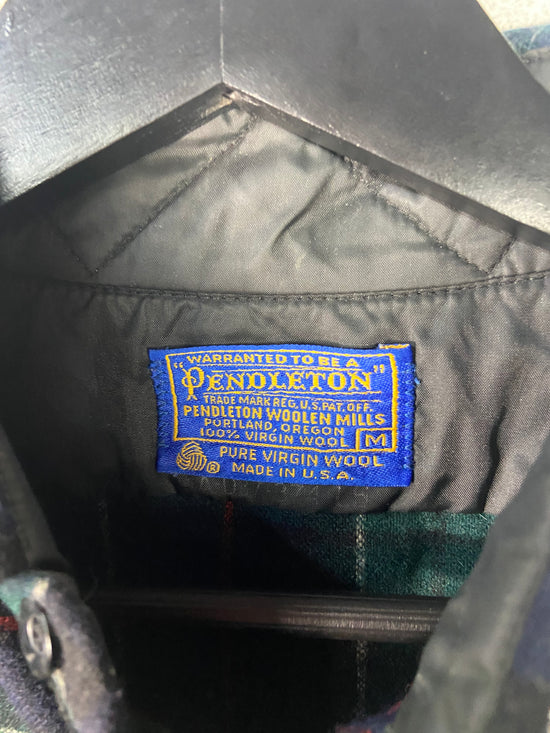 "WARRANTED TO BE A
PENDLETON"
TRADE MARK REG. U.S. PAT. OFF.
PENDLETON WOOLEN MILLS
PORTLAND, OREGON
100% VIRGIN WOOL M
PURE VIRGIN WOOL
® MADE IN U.S.A.